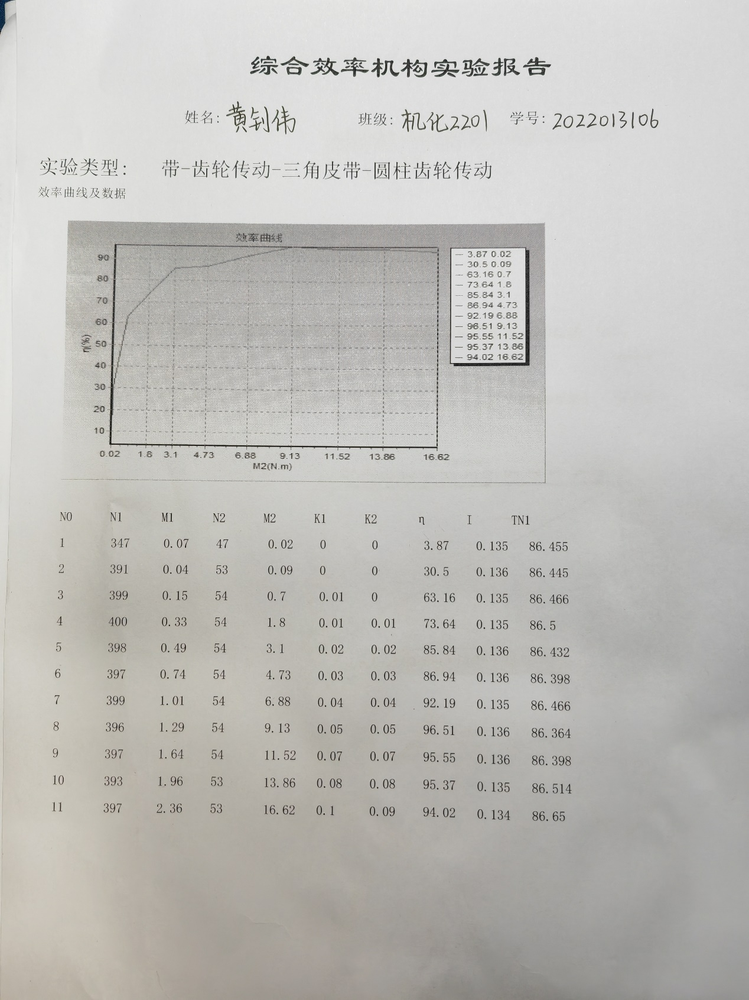 综合效率机构实验报告
姓名: 黄钊伟 班级: 机化2201 学号: 2022013106
实验类型: 带-齿轮传动-三角皮带-圆柱齿轮传动
效率曲线及数据
效率曲线
90
80
70
60
50
40
30
20
10
η(%)
0.02 1.8 3.1 4.73 6.88 9.13 11.52 13.86 16.62
M2(N.m)
3.87 0.02
30.5 0.09
63.16 0.7
73.64 1.8
85.84 3.1
86.94 4.73
92.19 6.88
96.51 9.13
95.55 11.52
95.37 13.86
94.02 16.62
NO N1 M1 N2 M2 K1 K2 η I TN1
1 347 0.07 47 0.02 0 0 3.87 0.135 86.455
2 391 0.04 53 0.09 0 0 30.5 0.136 86.445
3 399 0.15 54 0.7 0.01 0 63.16 0.135 86.466
4 400 0.33 54 1.8 0.01 0.01 73.64 0.135 86.5
5 398 0.49 54 3.1 0.02 0.02 85.84 0.136 86.432
6 397 0.74 54 4.73 0.03 0.03 86.94 0.136 86.398
7 399 1.01 54 6.88 0.04 0.04 92.19 0.135 86.466
8 396 1.29 54 9.13 0.05 0.05 96.51 0.136 86.364
9 397 1.64 54 11.52 0.07 0.07 95.55 0.136 86.398
10 393 1.96 53 13.86 0.08 0.08 95.37 0.135 86.514
11 397 2.36 53 16.62 0.1 0.09 94.02 0.134 86.65